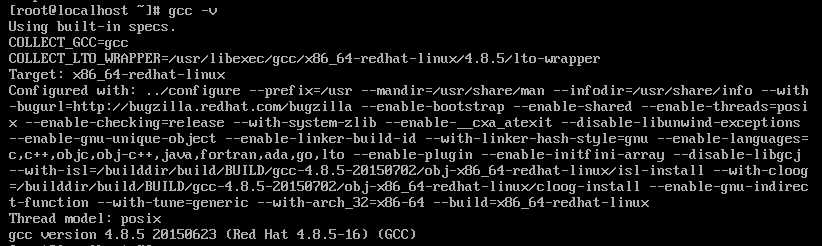 [root@localhost ~]# gcc -v
Using built-in specs.
COLLECT_GCC=gcc
COLLECT_LTO_WRAPPER=/usr/libexec/gcc/x86_64-redhat-linux/4.8.5/lto-wrapper
Target: x86_64-redhat-linux
Configured with: ../configure --prefix=/usr --mandir=/usr/share/man --infodir=/usr/share/info --with
-bugurl=http://bugzilla.redhat.com/bugzilla --enable-bootstrap --enable-shared --enable-threads=posi
x --enable-checking=release --with-system-zlib --enable-__cxa_atexit --disable-libunwind-exceptions
--enable-gnu-unique-object --enable-linker-build-id --with-linker-hash-style=gnu --enable-languages=
c,c++,objc,obj-c++,java,fortran,ada,go,lto --enable-plugin --enable-initfini-array --disable-libgcj
--with-isl=/builddir/build/BUILD/gcc-4.8.5-20150702/obj-x86_64-redhat-linux/isl-install --with-cloog
=/builddir/build/BUILD/gcc-4.8.5-20150702/obj-x86_64-redhat-linux/cloog-install --enable-gnu-indirec
t-function --with-tune=generic --with-arch_32=x86-64 --build=x86_64-redhat-linux
Thread model: posix
gcc version 4.8.5 20150623 (Red Hat 4.8.5-16) (GCC)